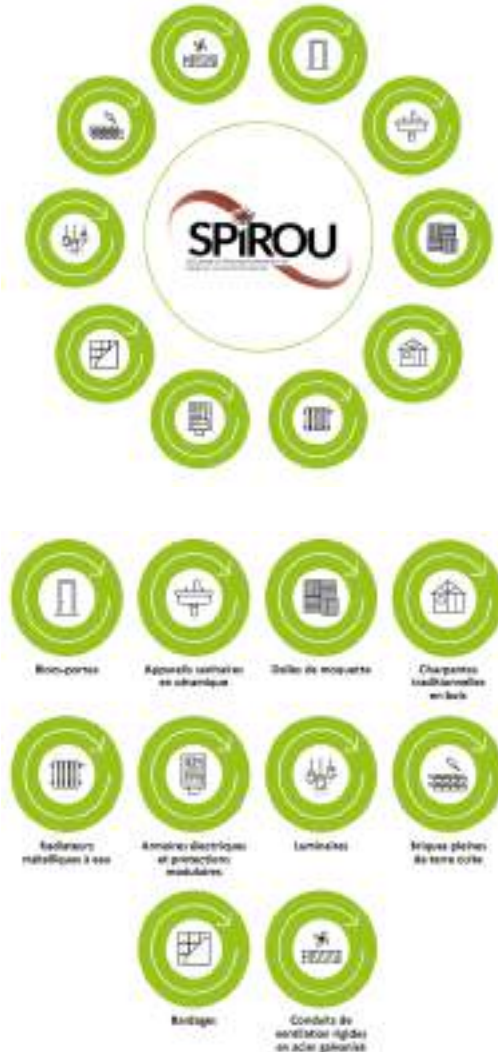 SPIROU
Blocs-portes
Appareils sanitaires
en céramique
Dalles de moquette
Charpentes
traditionnelles
en bois
Radiateurs
métalliques à eau
Armoires électriques
et protections
modulaires
Luminaires
Briques pleines
de terre cuite
Bardages
Conduits de
ventilation rigides
en acier galvanisé